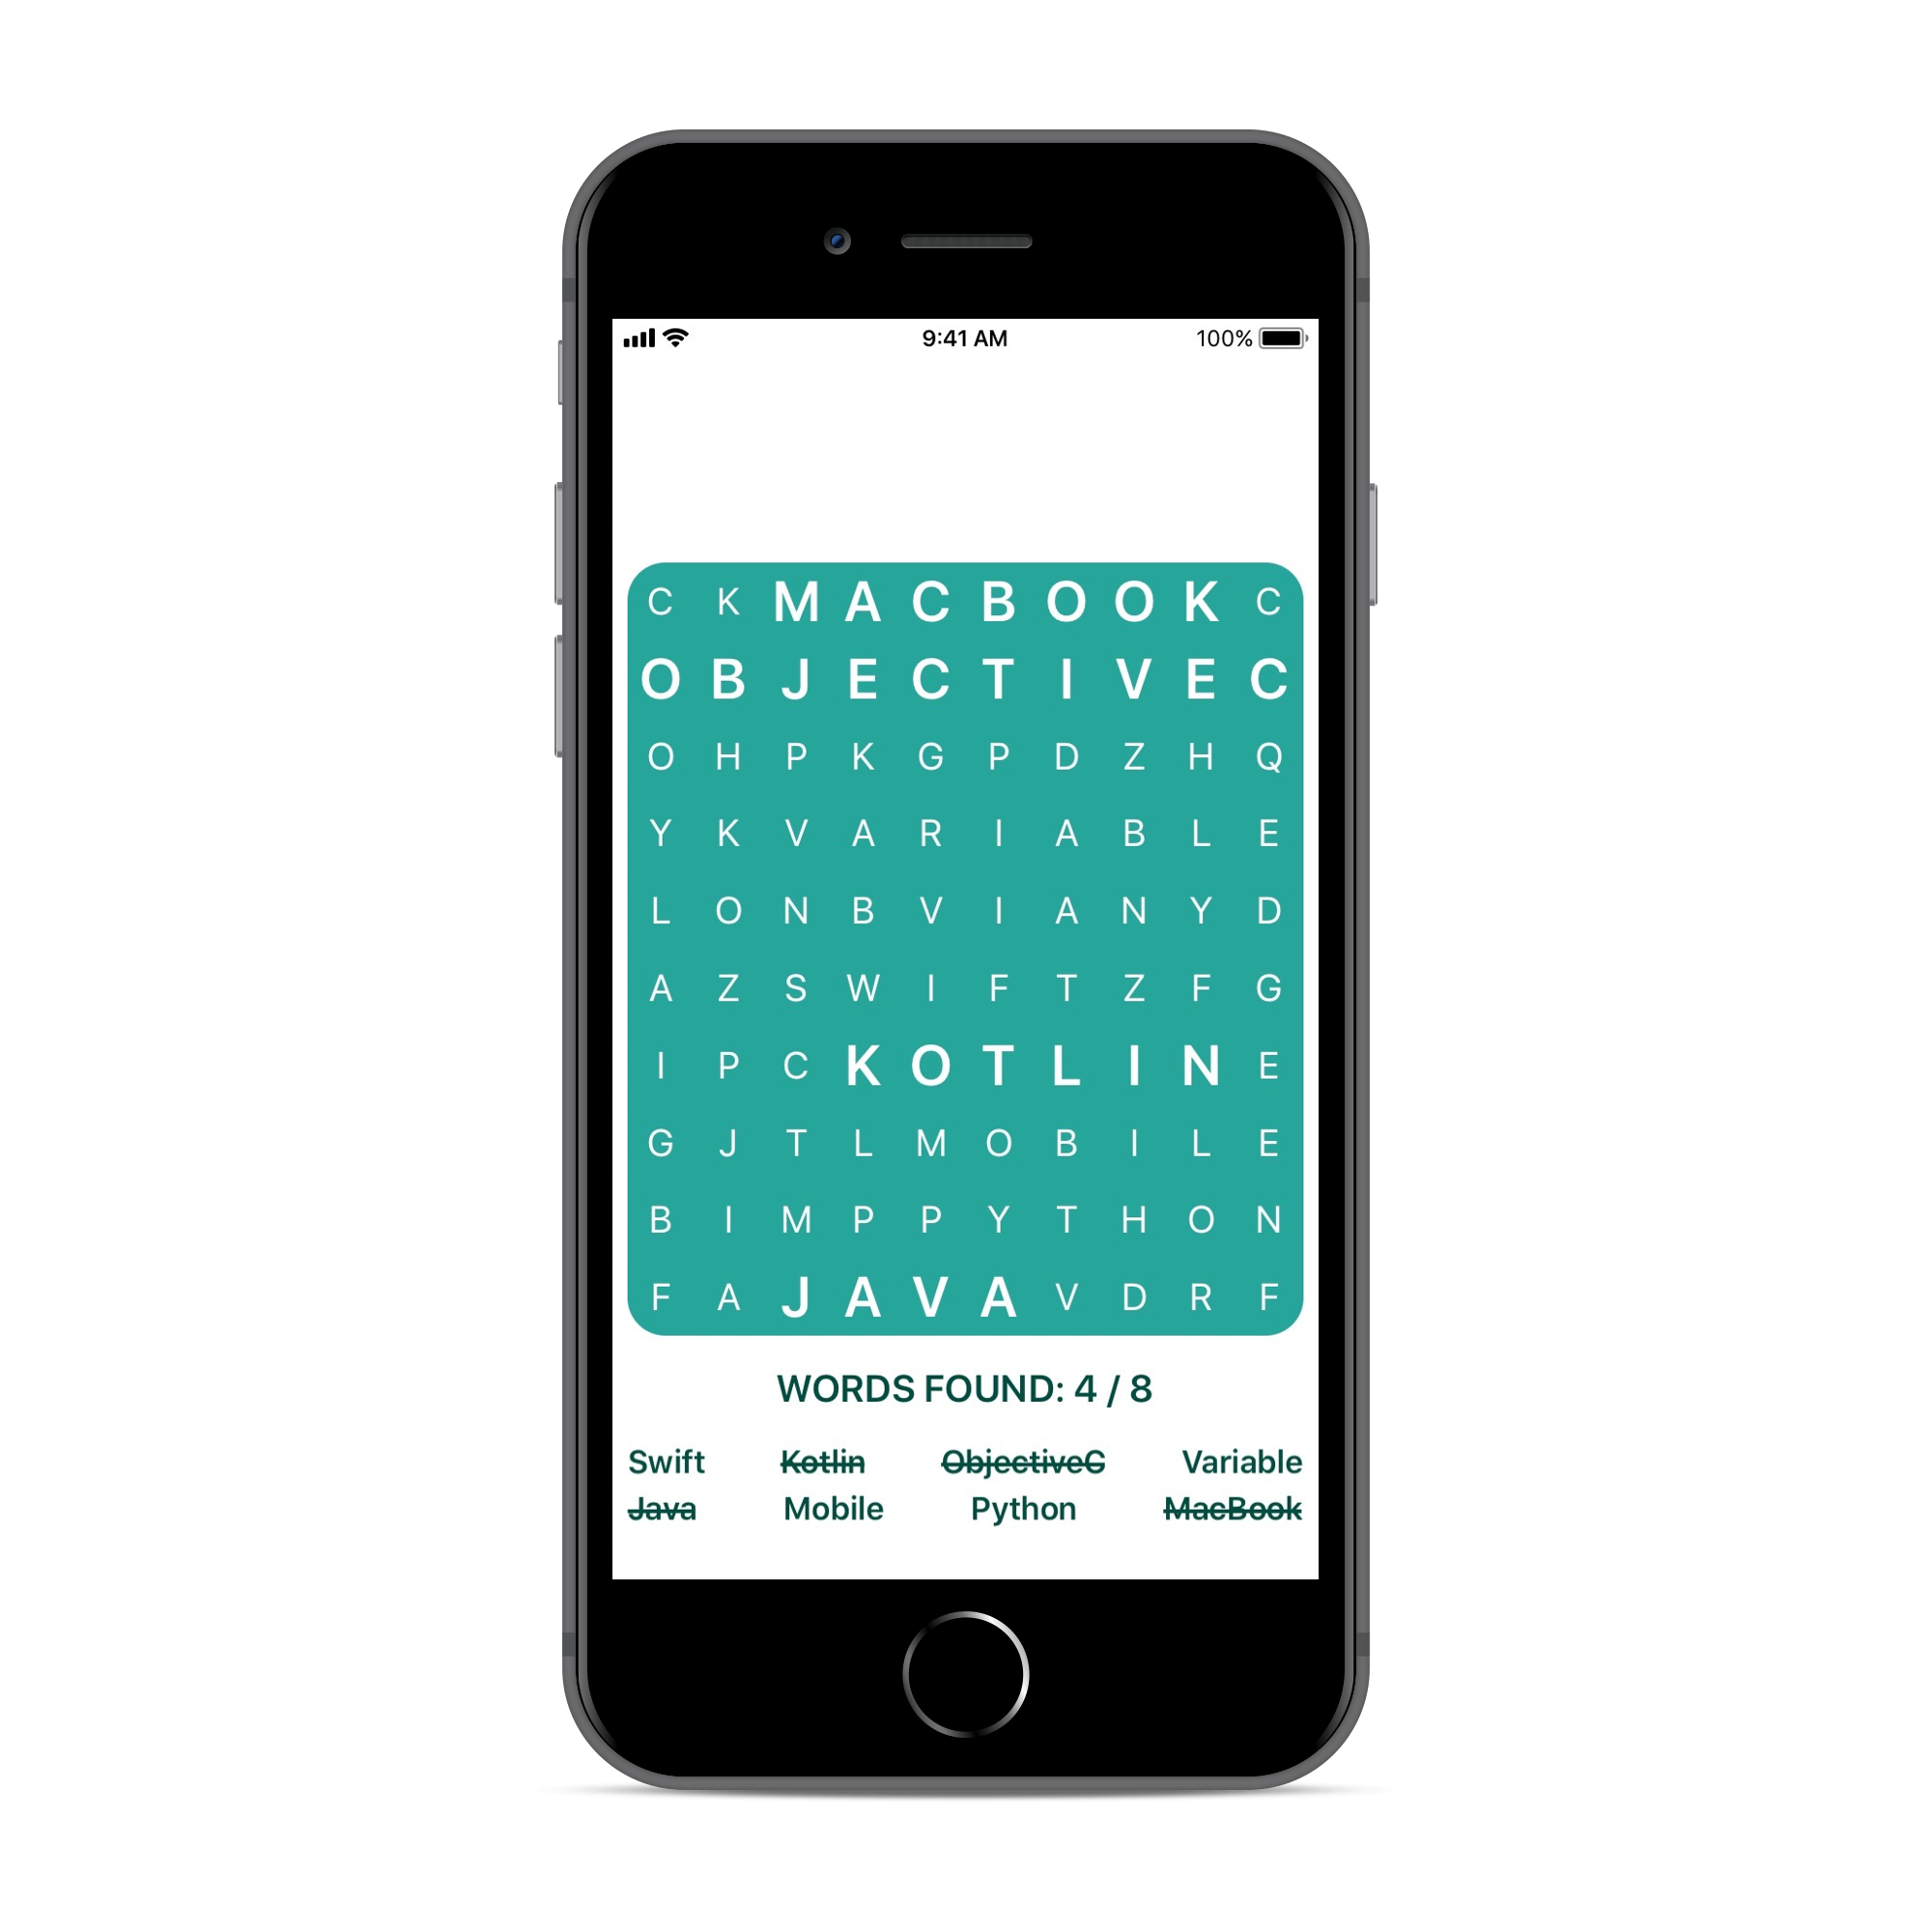 9:41 AM 100%
C K M A C B O O K C
O B J E C T I V E C
O H P K G P D Z H Q
Y K V A R I A B L E
L O N B V I A N Y D
A Z S W I F T Z F G
I P C K O T L I N E
G J T L M O B I L E
B I M P P Y T H O N
F A J A V A V D R F
WORDS FOUND: 4 / 8
Swift Kotlin ObjectiveC Variable
Java Mobile Python MacBook